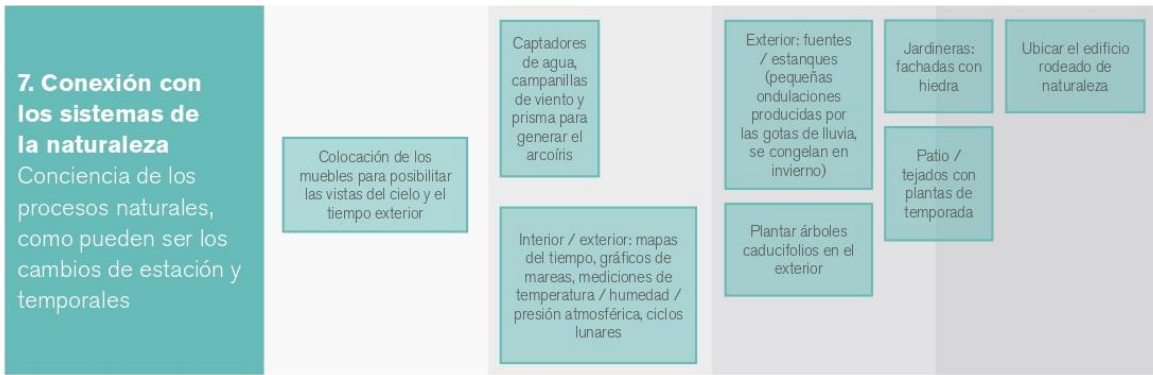 7. Conexión con
los sistemas de
la naturaleza
Conciencia de los
procesos naturales,
como pueden ser los
cambios de estación y
temporales
Colocación de los
muebles para posibilitar
las vistas del cielo y el
tiempo exterior
Captadores
de agua,
campanillas
de viento y
prisma para
generar el
arcoíris
Interior / exterior: mapas
del tiempo, gráficos de
mareas, mediciones de
temperatura / humedad /
presión atmosférica, ciclos
lunares
Exterior: fuentes
/ estanques
(pequeñas
ondulaciones
producidas por
las gotas de lluvia,
se congelan en
invierno)
Plantar árboles
caducifolios en el
exterior
Jardineras:
fachadas con
hiedra
Patio /
tejados con
plantas de
temporada
Ubicar el edificio
rodeado de
naturaleza